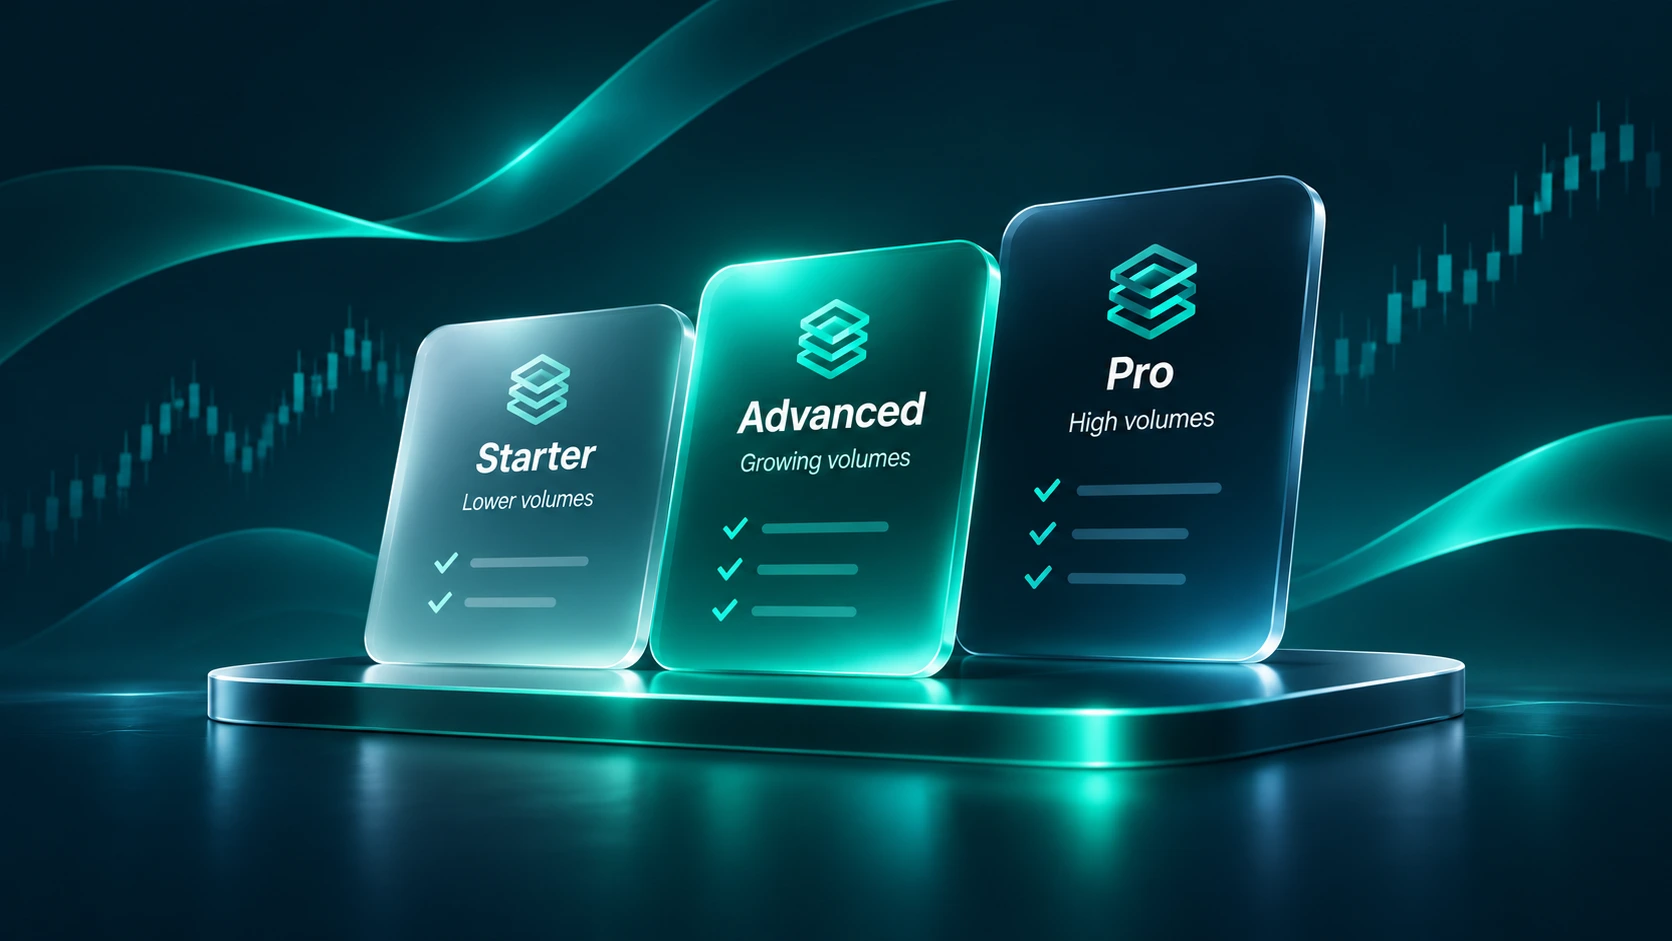 Starter
Lower volumes
Advanced
Growing volumes
Pro
High volumes